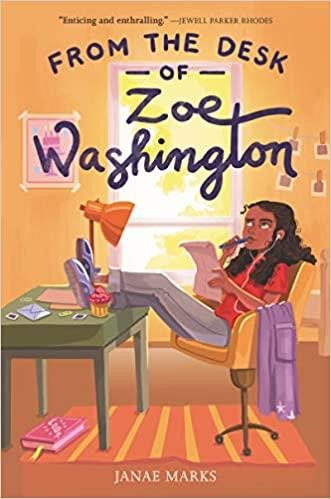 "Enticing and enthralling." —JEWELL PARKER RHODES
FROM THE DESK
— OF —
Zoe
Washington
JANAE MARKS